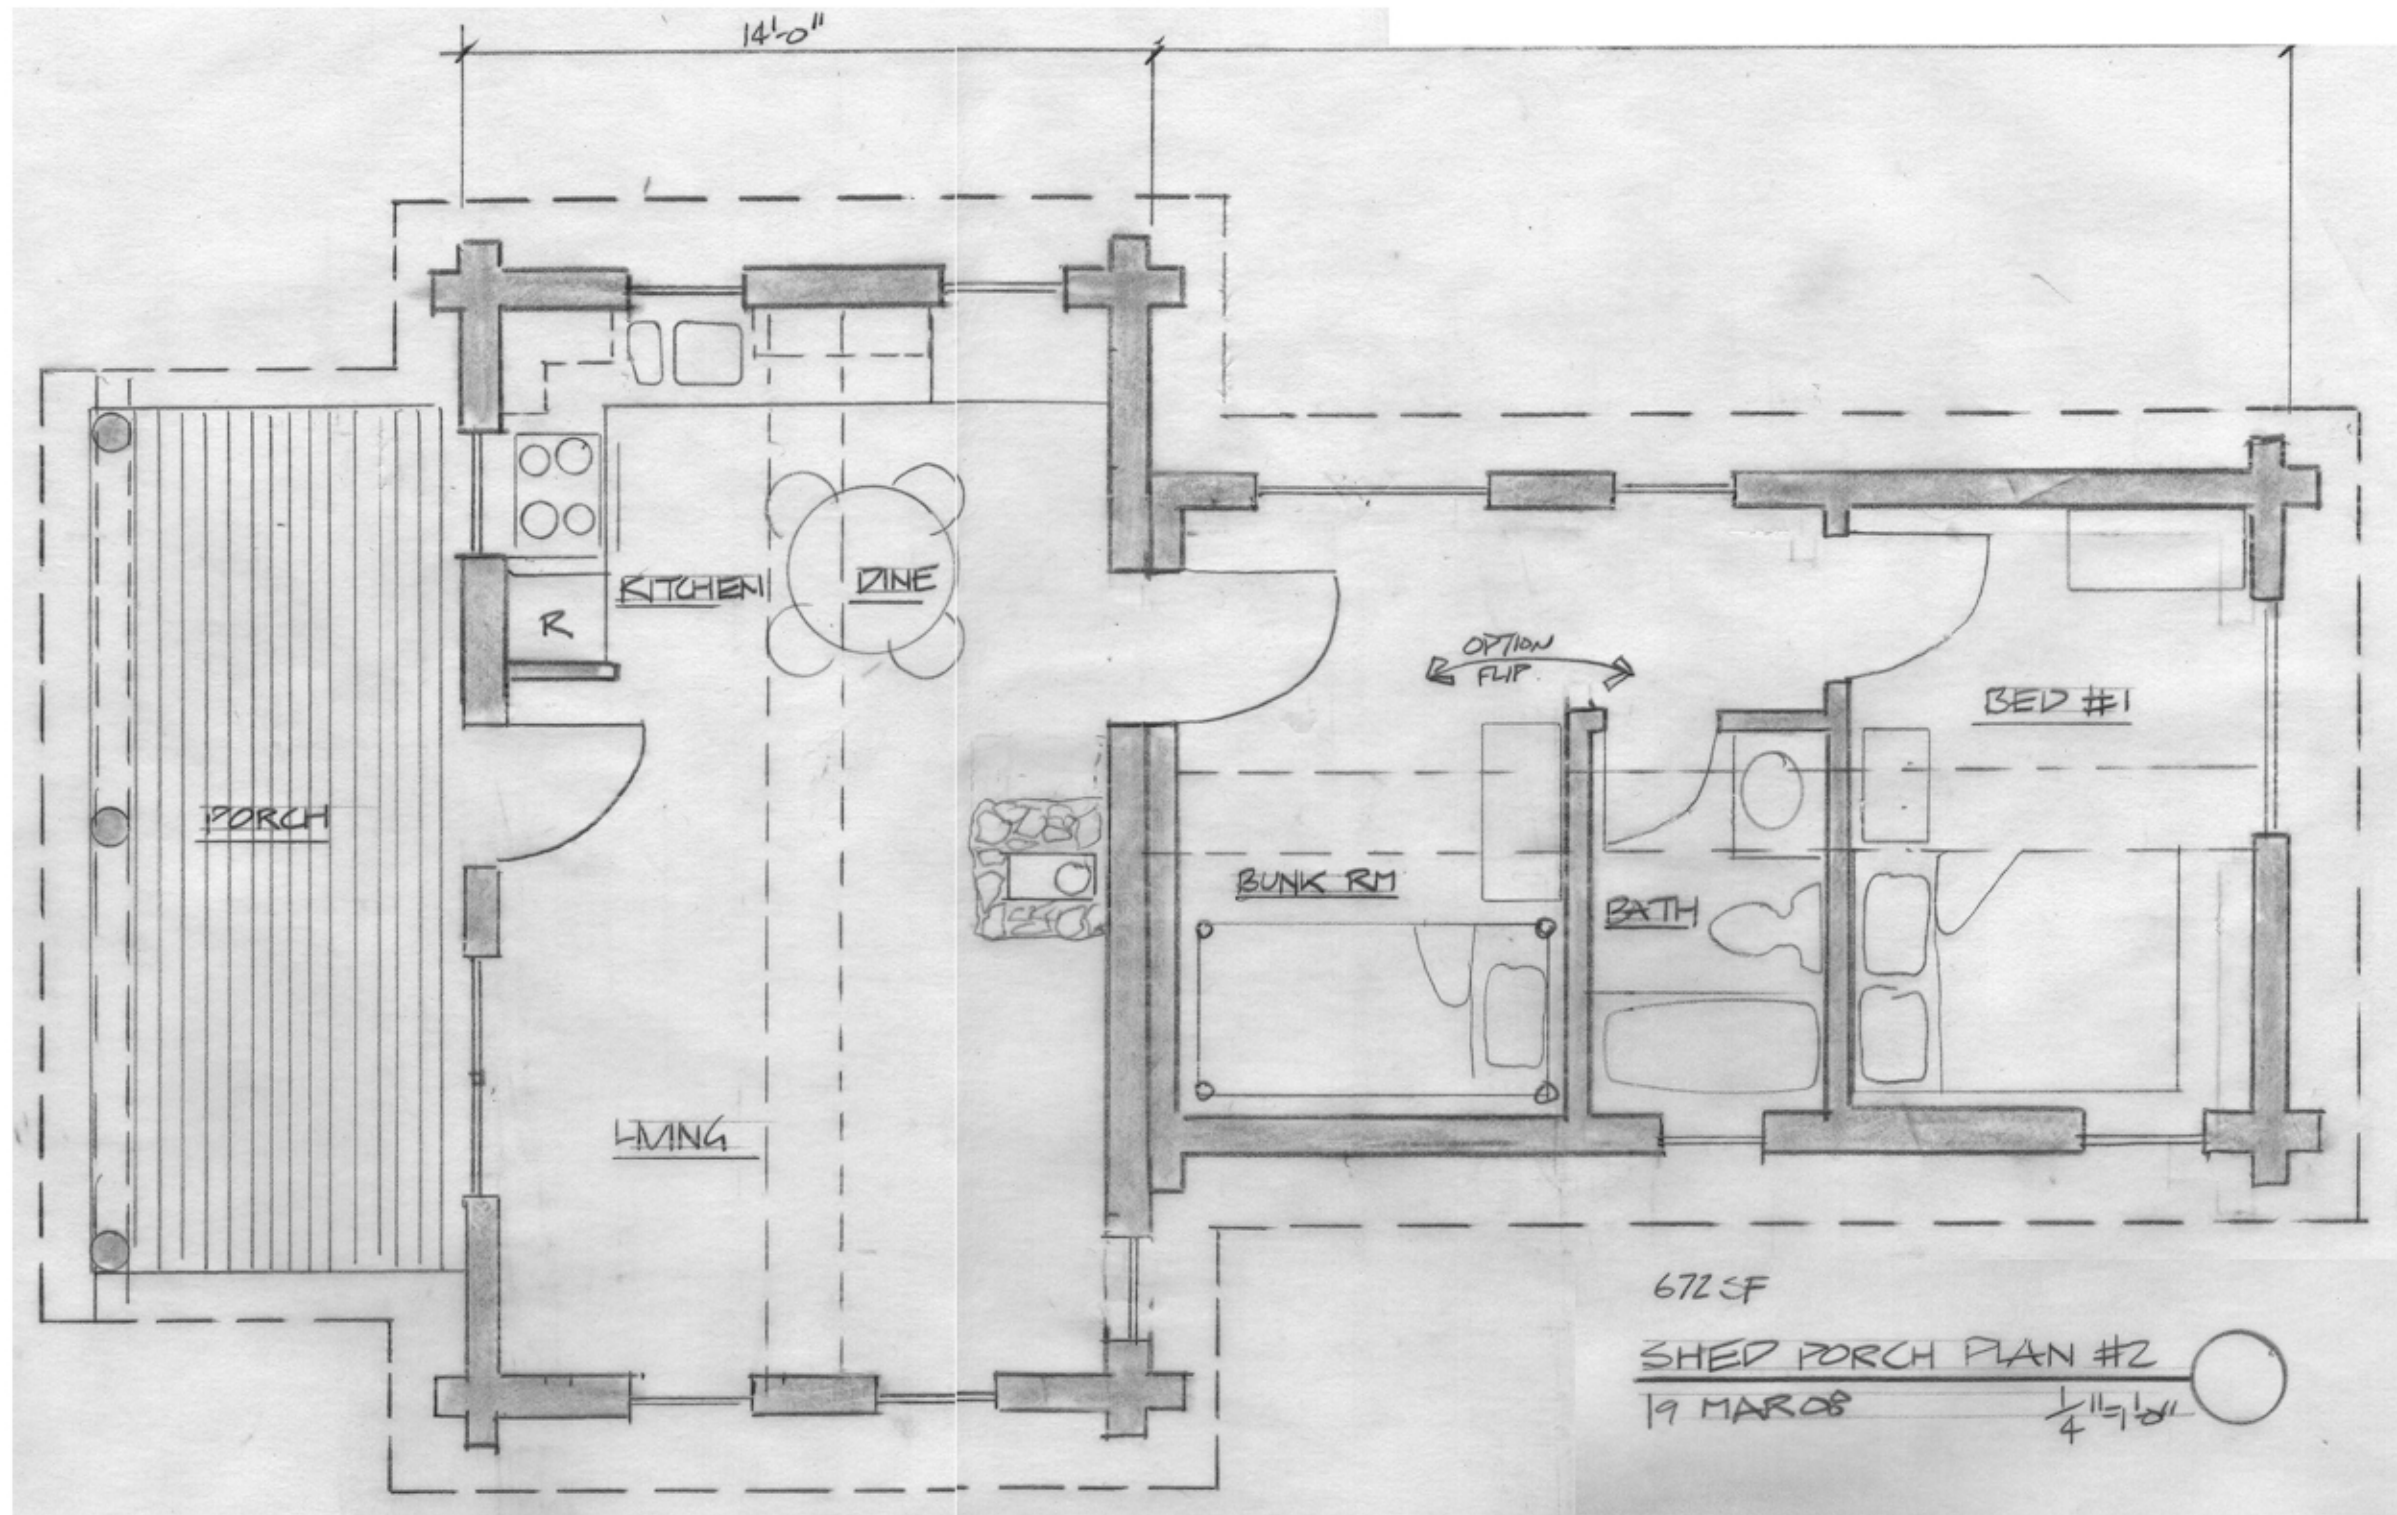 14'-0"
KITCHEN
DINE
R
OPTION
FLIP.
BED #1
PORCH
BUNK RM
BATH
LIVING
672 SF
SHED PORCH PLAN #2
19 MAR 08
1/4"=1'-0"